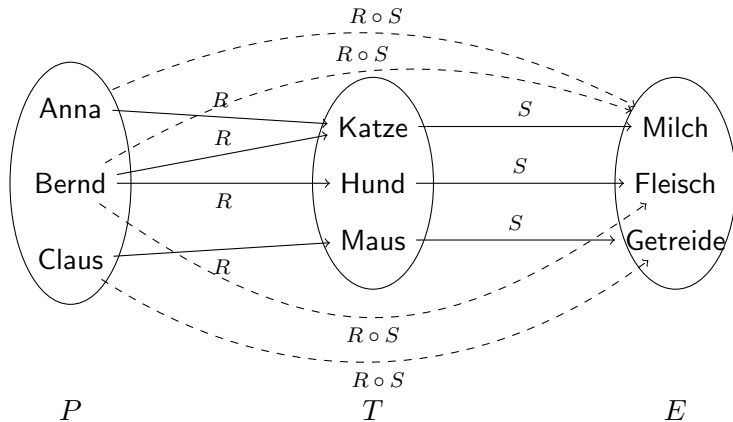 R ∘ S
R ∘ S
Anna R Katze S Milch
R
Bernd Hund S Fleisch
R
Claus Maus S Getreide
R
R ∘ S
R ∘ S
P T E